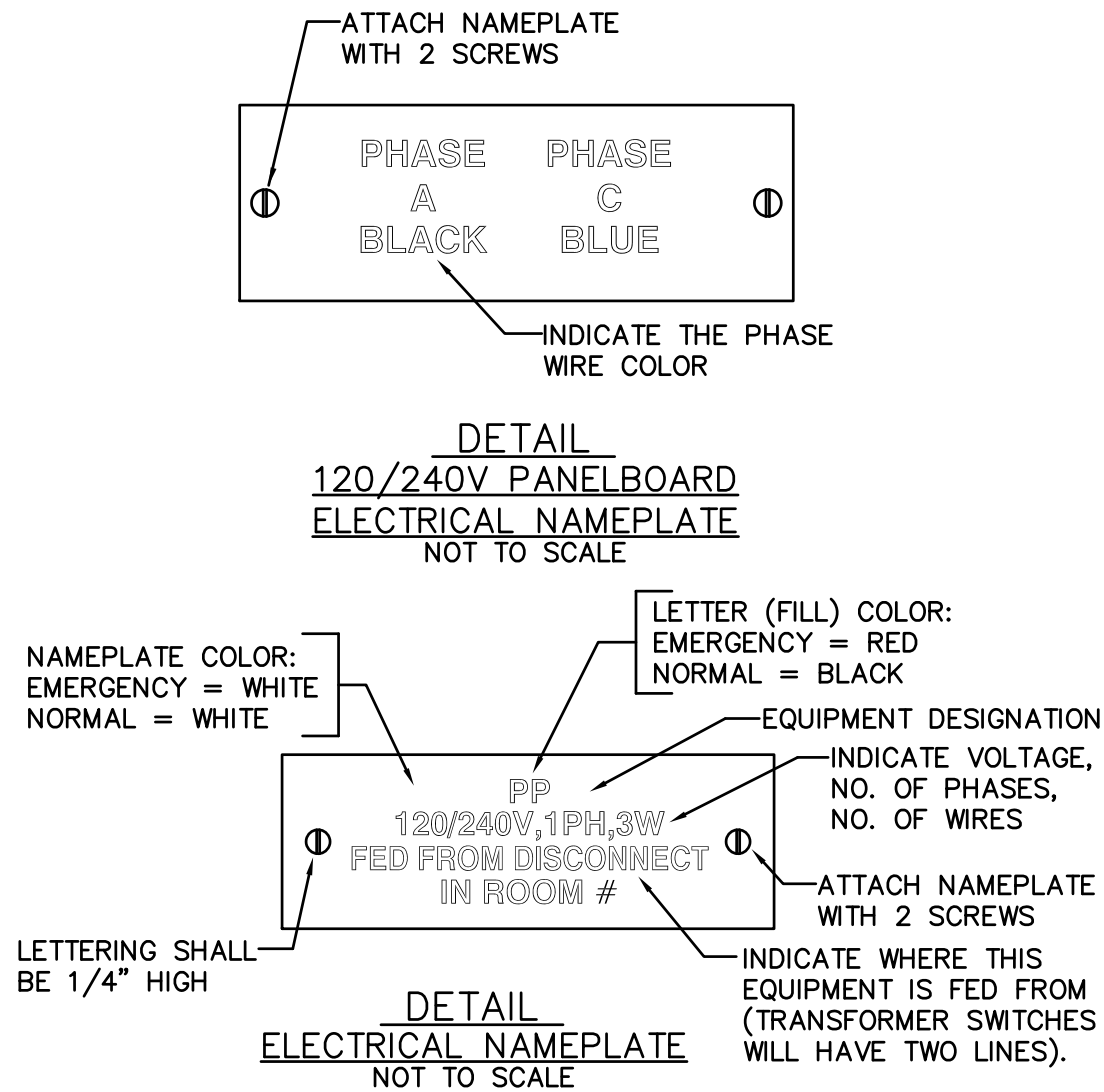 ATTACH NAMEPLATE
WITH 2 SCREWS
PHASE PHASE
A C
BLACK BLUE
INDICATE THE PHASE
WIRE COLOR
DETAIL
120/240V PANELBOARD
ELECTRICAL NAMEPLATE
NOT TO SCALE
LETTER (FILL) COLOR:
EMERGENCY = RED
NORMAL = BLACK
NAMEPLATE COLOR:
EMERGENCY = WHITE
NORMAL = WHITE
EQUIPMENT DESIGNATION
INDICATE VOLTAGE,
NO. OF PHASES,
NO. OF WIRES
PP
120/240V,1PH,3W
FED FROM DISCONNECT
IN ROOM #
ATTACH NAMEPLATE
WITH 2 SCREWS
LETTERING SHALL
BE 1/4" HIGH
INDICATE WHERE THIS
EQUIPMENT IS FED FROM
(TRANSFORMER SWITCHES
WILL HAVE TWO LINES).
DETAIL
ELECTRICAL NAMEPLATE
NOT TO SCALE